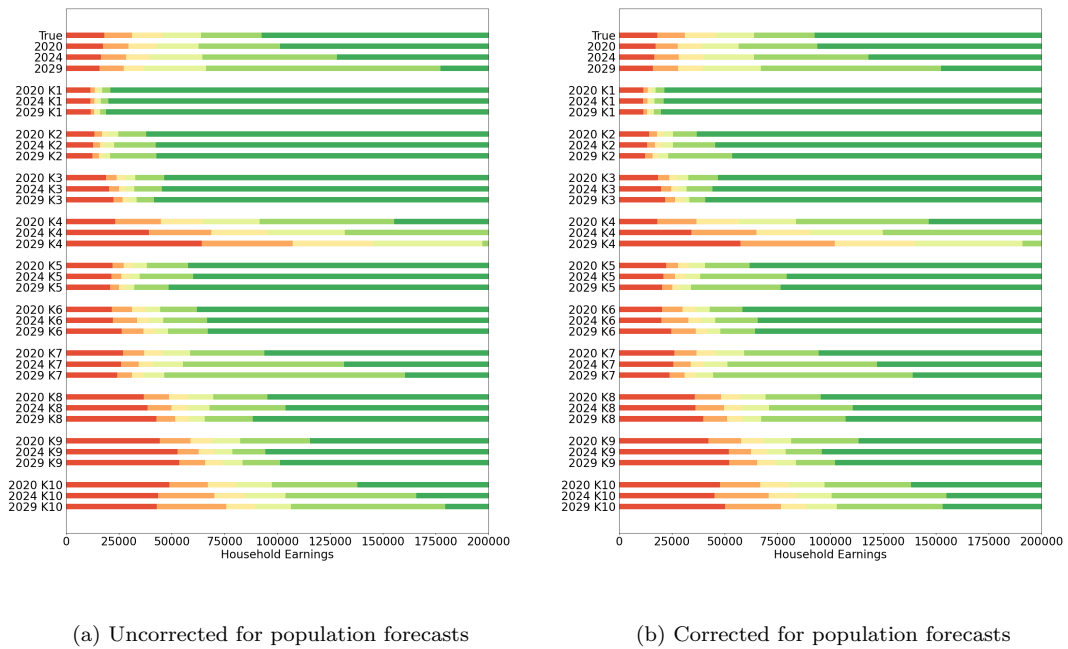 True
2020
2024
2029
2020 K1
2024 K1
2029 K1
2020 K2
2024 K2
2029 K2
2020 K3
2024 K3
2029 K3
2020 K4
2024 K4
2029 K4
2020 K5
2024 K5
2029 K5
2020 K6
2024 K6
2029 K6
2020 K7
2024 K7
2029 K7
2020 K8
2024 K8
2029 K8
2020 K9
2024 K9
2029 K9
2020 K10
2024 K10
2029 K10
0 25000 50000 75000 100000 125000 150000 175000 200000
Household Earnings
(a) Uncorrected for population forecasts
True
2020
2024
2029
2020 K1
2024 K1
2029 K1
2020 K2
2024 K2
2029 K2
2020 K3
2024 K3
2029 K3
2020 K4
2024 K4
2029 K4
2020 K5
2024 K5
2029 K5
2020 K6
2024 K6
2029 K6
2020 K7
2024 K7
2029 K7
2020 K8
2024 K8
2029 K8
2020 K9
2024 K9
2029 K9
2020 K10
2024 K10
2029 K10
0 25000 50000 75000 100000 125000 150000 175000 200000
Household Earnings
(b) Corrected for population forecasts